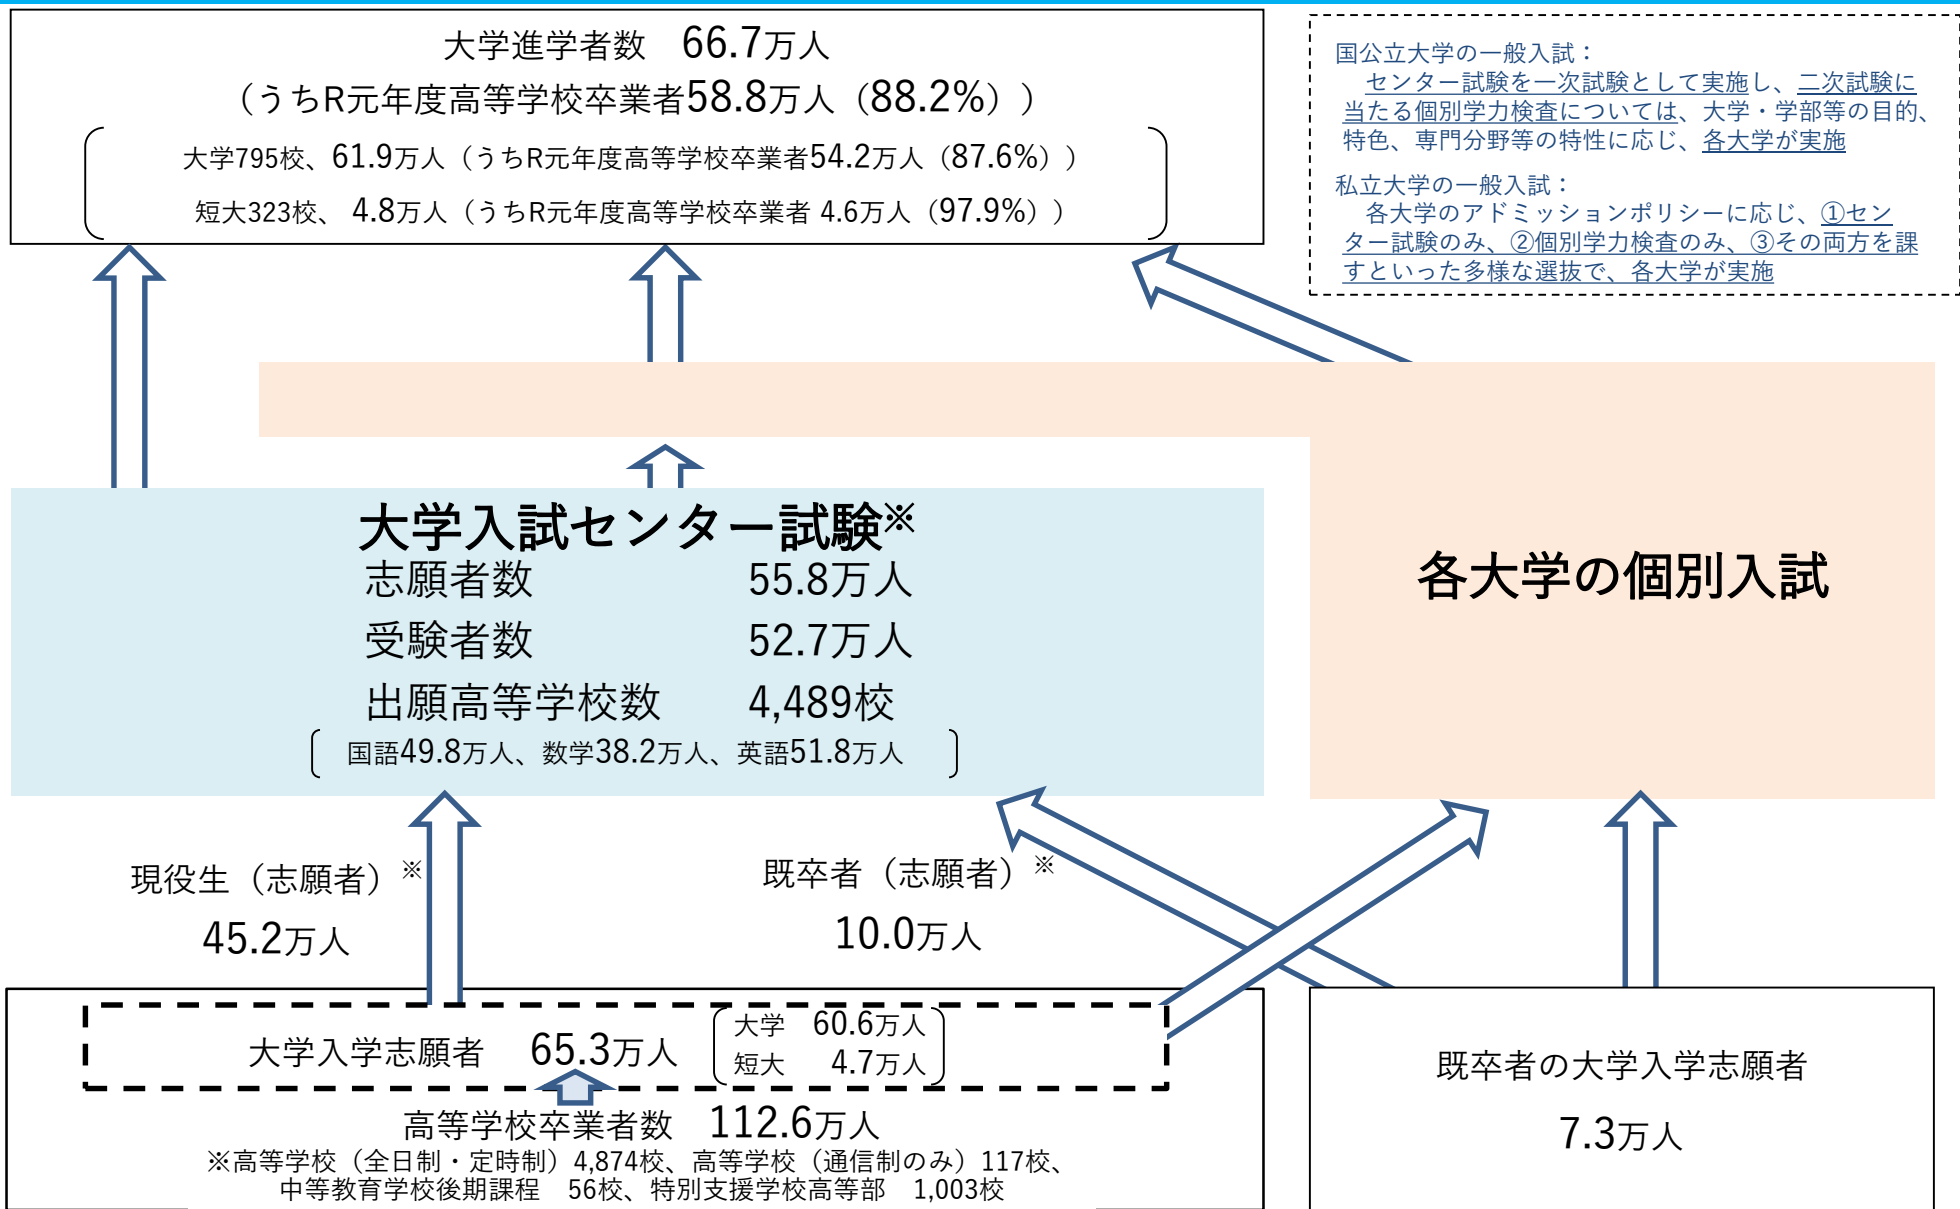 大学進学者数　66.7万人
（うちR元年度高等学校卒業者58.8万人（88.2%））
大学795校、61.9万人（うちR元年度高等学校卒業者54.2万人（87.6%））
短大323校、 4.8万人（うちR元年度高等学校卒業者 4.6万人（97.9%））
国公立大学の一般入試：
センター試験を一次試験として実施し、二次試験に
当たる個別学力検査については、大学・学部等の目的、
特色、専門分野等の特性に応じ、各大学が実施
私立大学の一般入試：
各大学のアドミッションポリシーに応じ、①セン
ター試験のみ、②個別学力検査のみ、③その両方を課
すといった多様な選抜で、各大学が実施
大学入試センター試験※
志願者数　55.8万人
受験者数　52.7万人
出願高等学校数　4,489校
国語49.8万人、数学38.2万人、英語51.8万人
各大学の個別入試
現役生（志願者）※
45.2万人
既卒者（志願者）※
10.0万人
大学入学志願者　65.3万人
大学　60.6万人
短大　4.7万人
高等学校卒業者数　112.6万人
※高等学校（全日制・定時制）4,874校、高等学校（通信制のみ）117校、
中等教育学校後期課程　56校、特別支援学校高等部　1,003校
既卒者の大学入学志願者
7.3万人